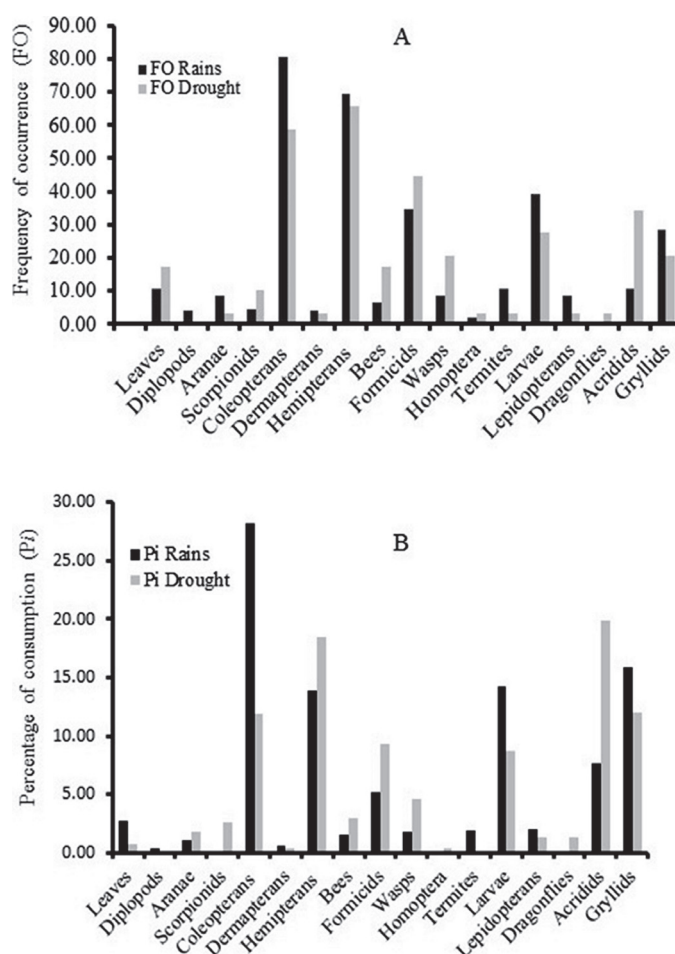 A
Frequency of occurrence (FO)
90.00
80.00
70.00
60.00
50.00
40.00
30.00
20.00
10.00
0.00
FO Rains
FO Drought
Leaves
Diplopods
Aranae
Scorpionids
Coleopterans
Dermapterans
Hemipterans
Bees
Formicids
Wasps
Homoptera
Termites
Larvae
Lepidopterans
Dragonflies
Acridids
Gryllids
B
Percentage of consumption (Pi)
30.00
25.00
20.00
15.00
10.00
5.00
0.00
Pi Rains
Pi Drought
Leaves
Diplopods
Aranae
Scorpionids
Coleopterans
Dermapterans
Hemipterans
Bees
Formicids
Wasps
Homoptera
Termites
Larvae
Lepidopterans
Dragonflies
Acridids
Gryllids